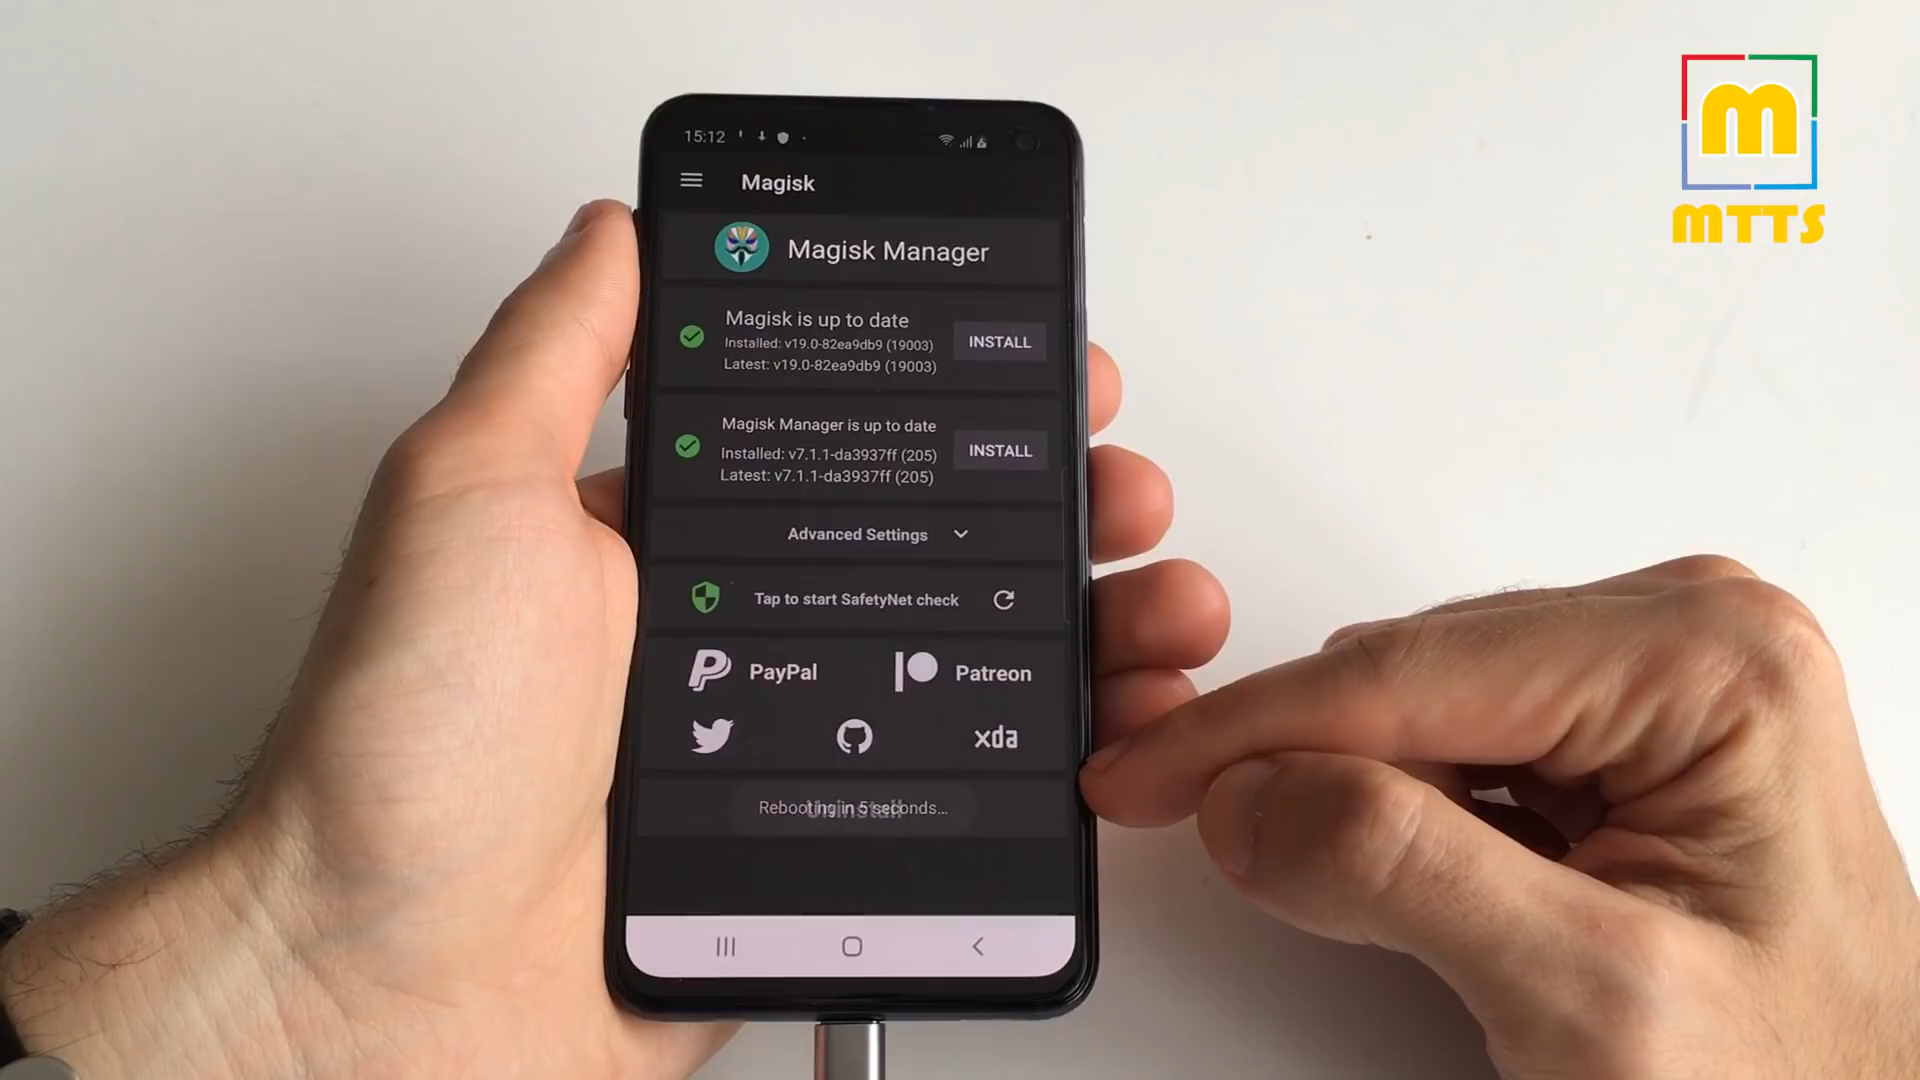 15:12
Magisk
Magisk Manager
Magisk is up to date
Installed: v19.0-82ea9db9 (19003)
Latest: v19.0-82ea9db9 (19003)
INSTALL
Magisk Manager is up to date
Installed: v7.1.1-da3937ff (205)
Latest: v7.1.1-da3937ff (205)
INSTALL
Advanced Settings
Tap to start SafetyNet check
PayPal
Patreon
xda
Uninstall
Rebooting in 5 seconds...
m
MTTS